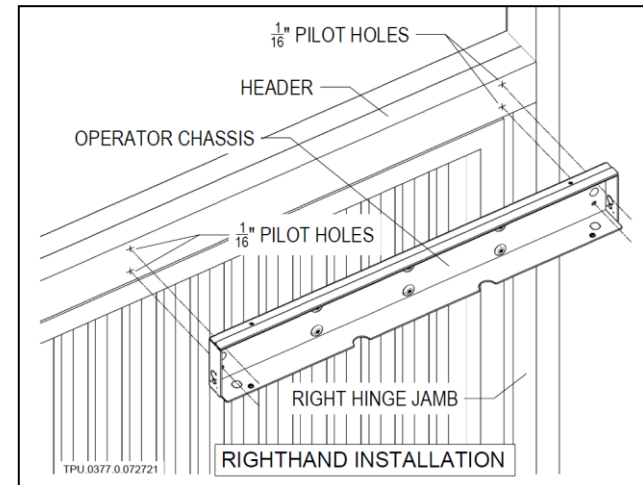 1/16" PILOT HOLES
HEADER
OPERATOR CHASSIS
1/16" PILOT HOLES
RIGHT HINGE JAMB
RIGHTHAND INSTALLATION
TPU.0377.0.072721